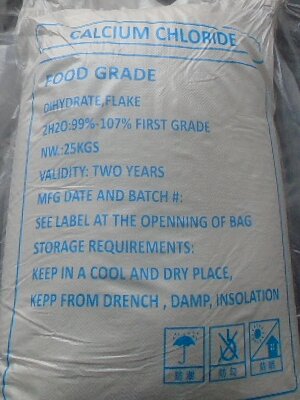 CALCIUM CHLORIDE
FOOD GRADE
DIHYDRATE,FLAKE
2H2O:99%-107% FIRST GRADE
NW.:25KGS
VALIDITY: TWO YEARS
MFG DATE AND BATCH #:
SEE LABEL AT THE OPENNING OF BAG
STORAGE REQUIREMENTS:
KEEP IN A COOL AND DRY PLACE,
KEPP FROM DRENCH , DAMP, INSOLATION